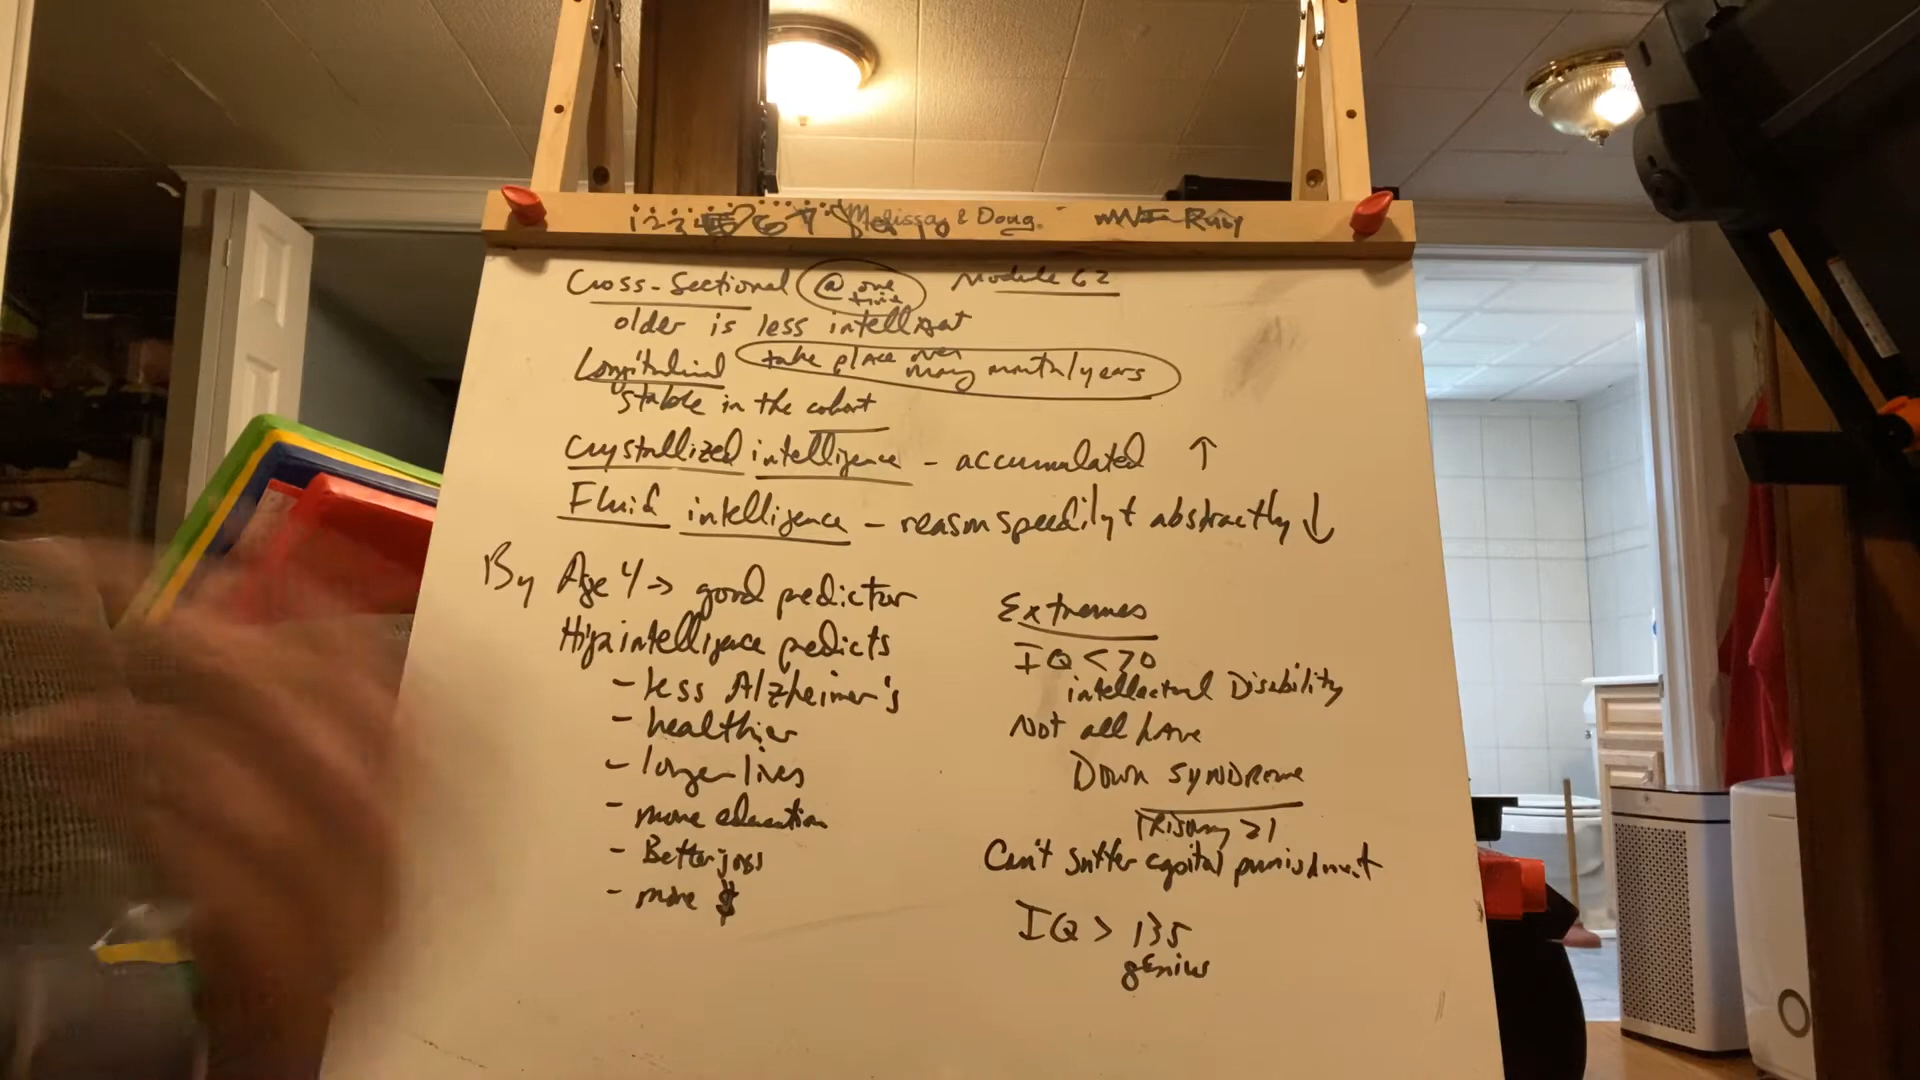 Melissa & Doug Ruby
Cross-Sectional @ one time Module 62
older is less intelligent
Longitudinal take place over many month/years
stable in the cohort
Crystallized intelligence - accumulated ↑
Fluid intelligence - reason speedily + abstractly ↓
By Age 4 → good predictor
High intelligence predicts
- less Alzheimer's
- healthier
- longer lives
- more education
- Better jobs
- more $
Extremes
IQ < 70
intellectual Disability
Not all have
Down Syndrome
Trisomy 21
Can't suffer capital punishment
IQ > 135
genius